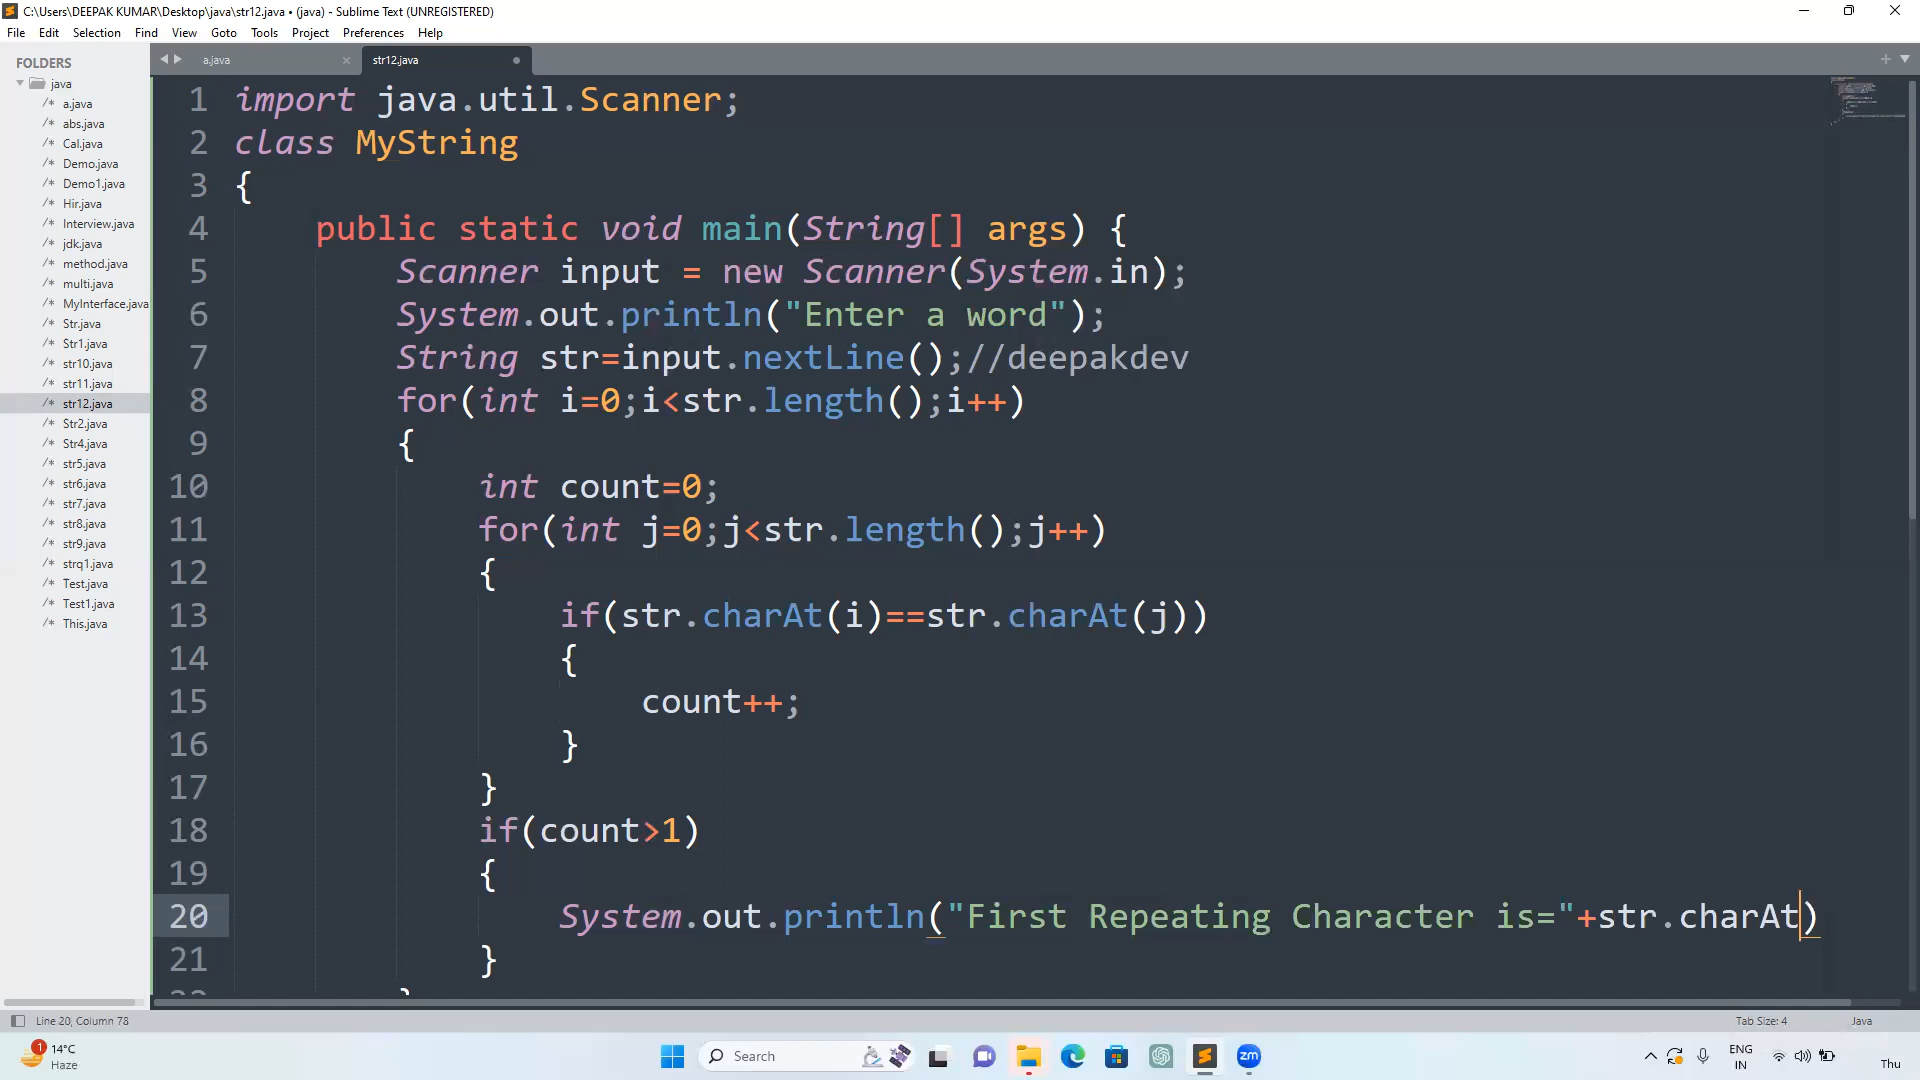 C:\Users\DEEPAK KUMAR\Desktop\java\str12.java • (java) - Sublime Text (UNREGISTERED)
File Edit Selection Find View Goto Tools Project Preferences Help
FOLDERS
java
/* a.java
/* abs.java
/* Cal.java
/* Demo.java
/* Demo1.java
/* Hir.java
/* Interview.java
/* jdk.java
/* method.java
/* multi.java
/* MyInterface.java
/* Str.java
/* Str1.java
/* str10.java
/* str11.java
/* str12.java
/* Str2.java
/* Str4.java
/* str5.java
/* str6.java
/* str7.java
/* str8.java
/* str9.java
/* strq1.java
/* Test.java
/* Test1.java
/* This.java
a.java
str12.java
1 import java.util.Scanner;
2 class MyString
3 {
4 public static void main(String[] args) {
5 Scanner input = new Scanner(System.in);
6 System.out.println("Enter a word");
7 String str=input.nextLine();//deepakdev
8 for(int i=0;i<str.length();i++)
9 {
10 int count=0;
11 for(int j=0;j<str.length();j++)
12 {
13 if(str.charAt(i)==str.charAt(j))
14 {
15 count++;
16 }
17 }
18 if(count>1)
19 {
20 System.out.println("First Repeating Character is="+str.charAt)
21 }
Line 20, Column 78
Tab Size: 4
Java
1
14°C
Haze
Search
zm
ENG
IN
Thu